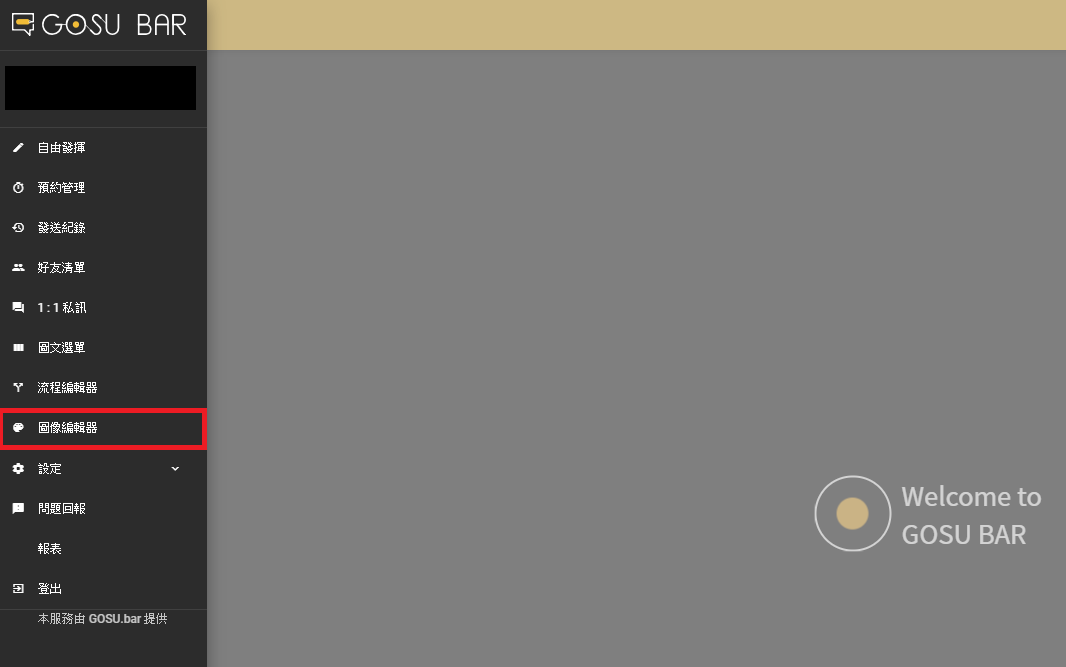 GOSU BAR
自由發揮
預約管理
發送紀錄
好友清單
1 : 1 私訊
圖文選單
流程編輯器
圖像編輯器
設定
問題回報
報表
登出
本服務由 GOSU.bar 提供
Welcome to
GOSU BAR